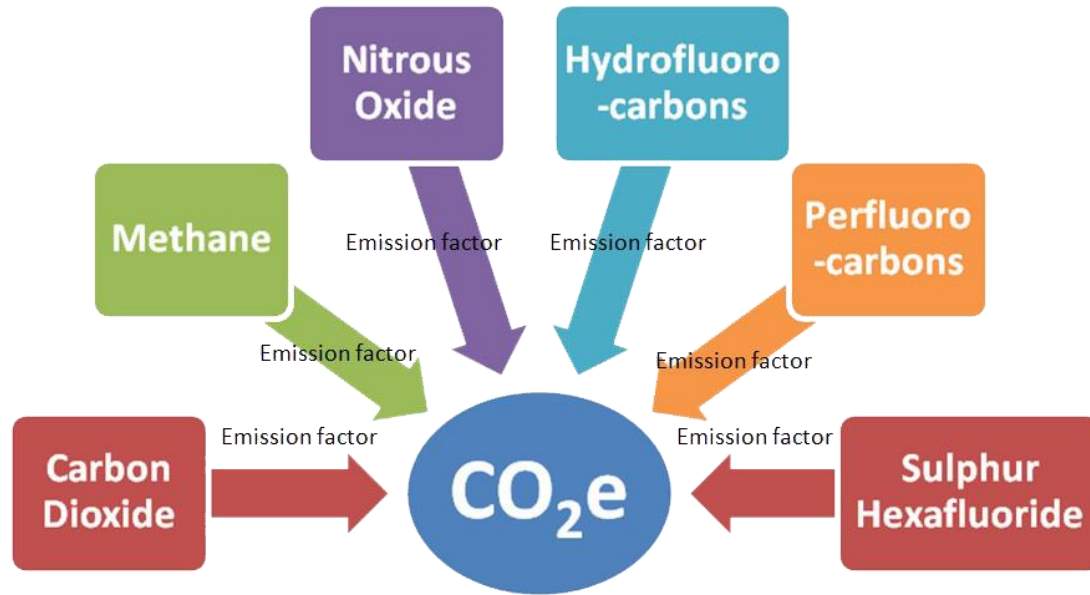 Nitrous
Oxide
Hydrofluoro
-carbons
Methane
Perfluoro
-carbons
Emission factor
Emission factor
Emission factor
Emission factor
Emission factor
Emission factor
Carbon
Dioxide
CO₂e
Sulphur
Hexafluoride